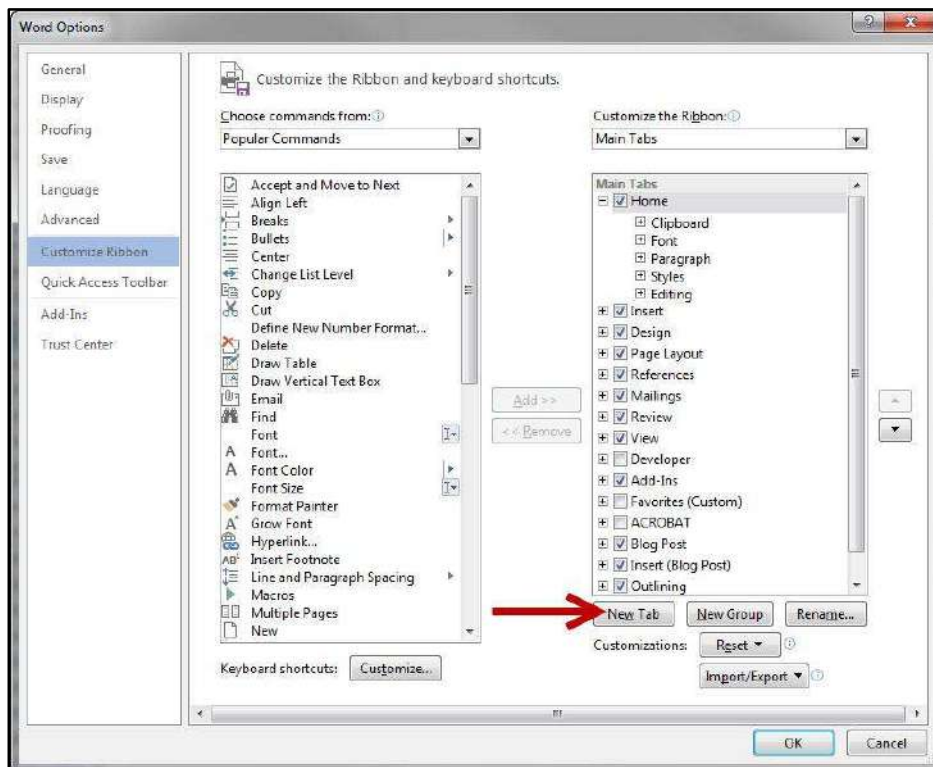 Word Options
General
Display
Proofing
Save
Language
Advanced
Customize Ribbon
Quick Access Toolbar
Add-Ins
Trust Center
Customize the Ribbon and keyboard shortcuts.
Choose commands from:
Popular Commands
Accept and Move to Next
Align Left
Breaks
Bullets
Center
Change List Level
Copy
Cut
Define New Number Format...
Delete
Draw Table
Draw Vertical Text Box
Email
Find
Font
Font...
Font Color
Font Size
Format Painter
Grow Font
Hyperlink...
Insert Footnote
Line and Paragraph Spacing
Macros
Multiple Pages
New
Keyboard shortcuts: Customize...
Add >>
<< Remove
Customize the Ribbon:
Main Tabs
Main Tabs
Home
Clipboard
Font
Paragraph
Styles
Editing
Insert
Design
Page Layout
References
Mailings
Review
View
Developer
Add-Ins
Favorites (Custom)
ACROBAT
Blog Post
Insert (Blog Post)
Outlining
New Tab New Group Rename...
Customizations: Reset
Import/Export
OK Cancel